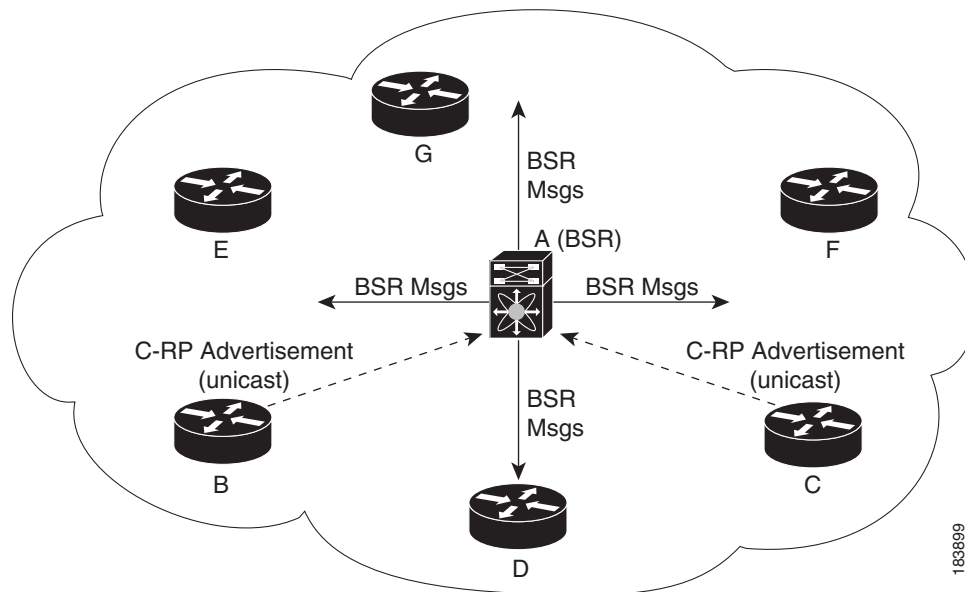 G
BSR
Msgs
E
F
A (BSR)
BSR Msgs
BSR Msgs
C-RP Advertisement
(unicast)
C-RP Advertisement
(unicast)
BSR
Msgs
B
C
D
183899